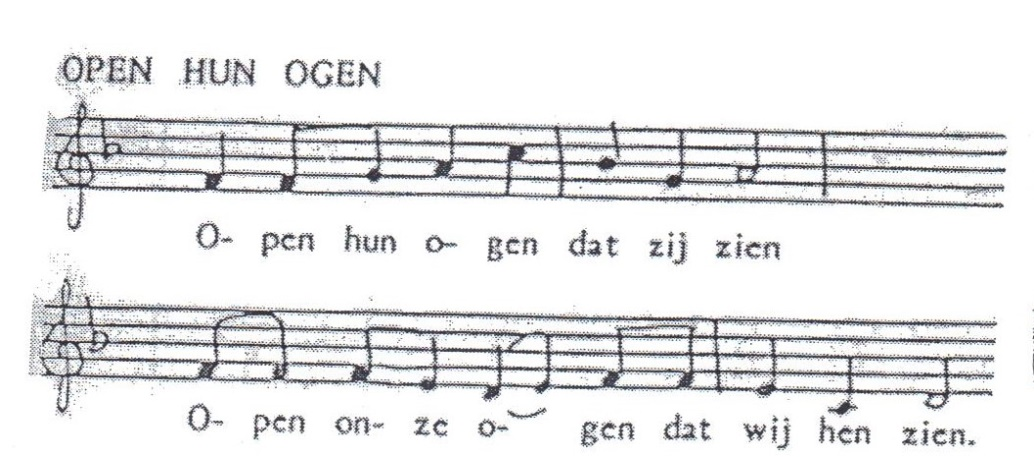 OPEN HUN OGEN
O- pen hun o- gen dat zij zien
O- pen on- ze o- gen dat wij hen zien.